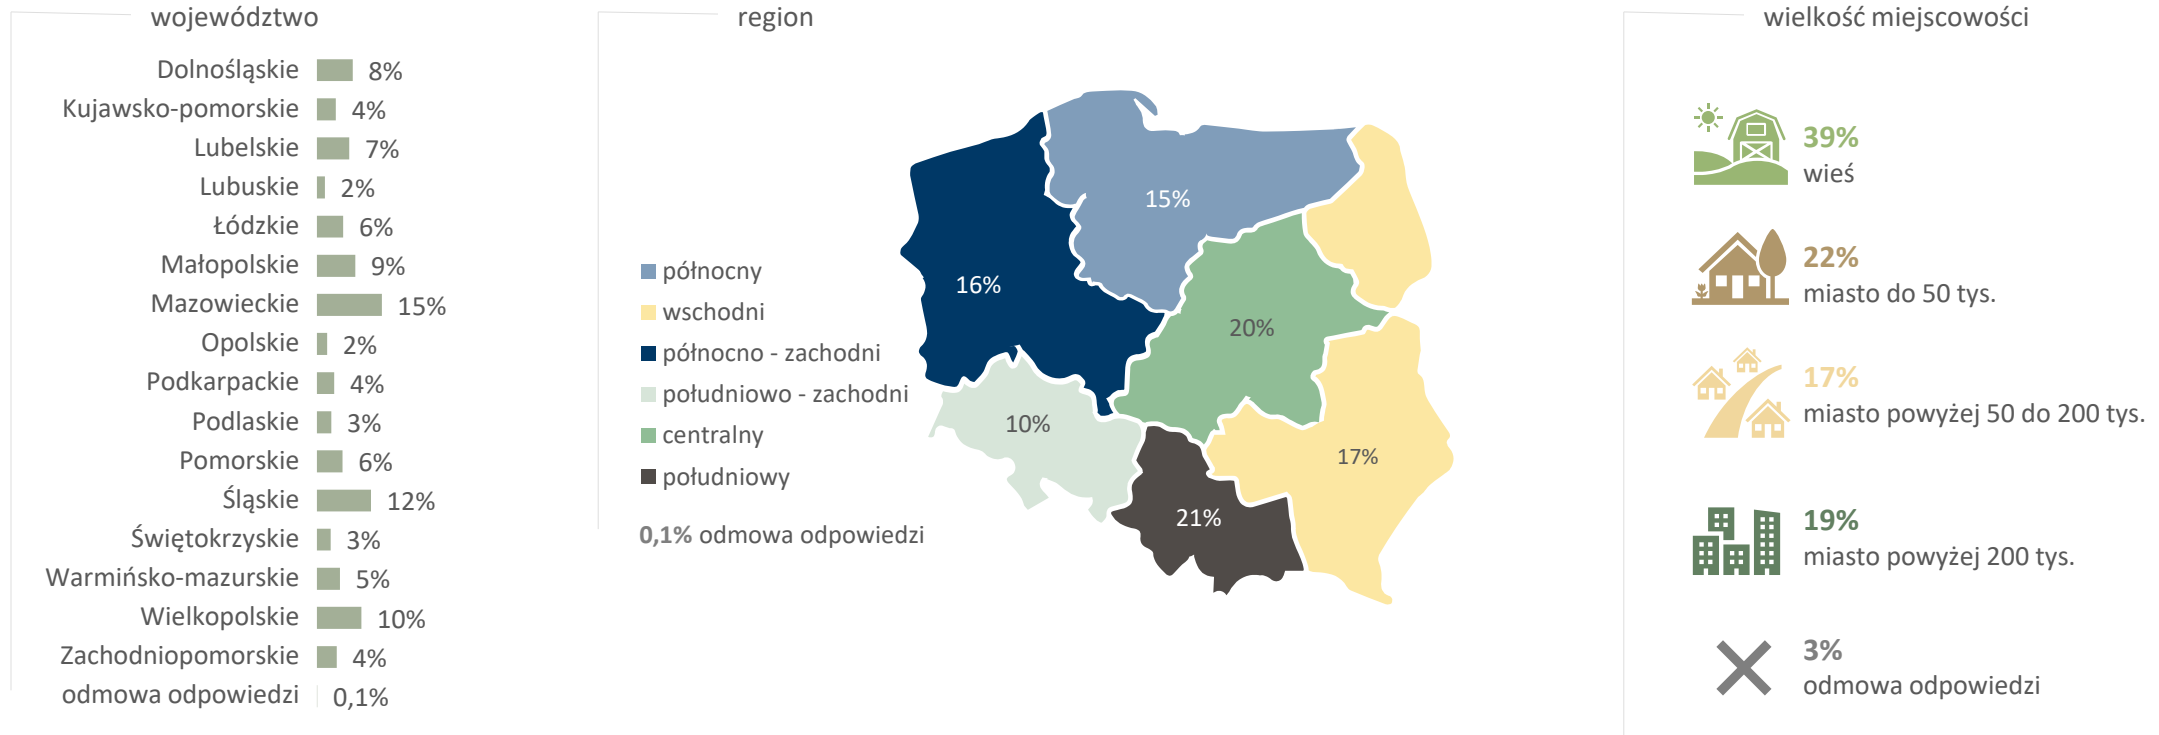 województwo
Dolnośląskie 8%
Kujawsko-pomorskie 4%
Lubelskie 7%
Lubuskie 2%
Łódzkie 6%
Małopolskie 9%
Mazowieckie 15%
Opolskie 2%
Podkarpackie 4%
Podlaskie 3%
Pomorskie 6%
Śląskie 12%
Świętokrzyskie 3%
Warmińsko-mazurskie 5%
Wielkopolskie 10%
Zachodniopomorskie 4%
odmowa odpowiedzi 0,1%
region
północny
wschodni
północno - zachodni
południowo - zachodni
centralny
południowy
0,1% odmowa odpowiedzi
15%
16%
20%
10%
17%
21%
wielkość miejscowości
39%
wieś
22%
miasto do 50 tys.
17%
miasto powyżej 50 do 200 tys.
19%
miasto powyżej 200 tys.
3%
odmowa odpowiedzi